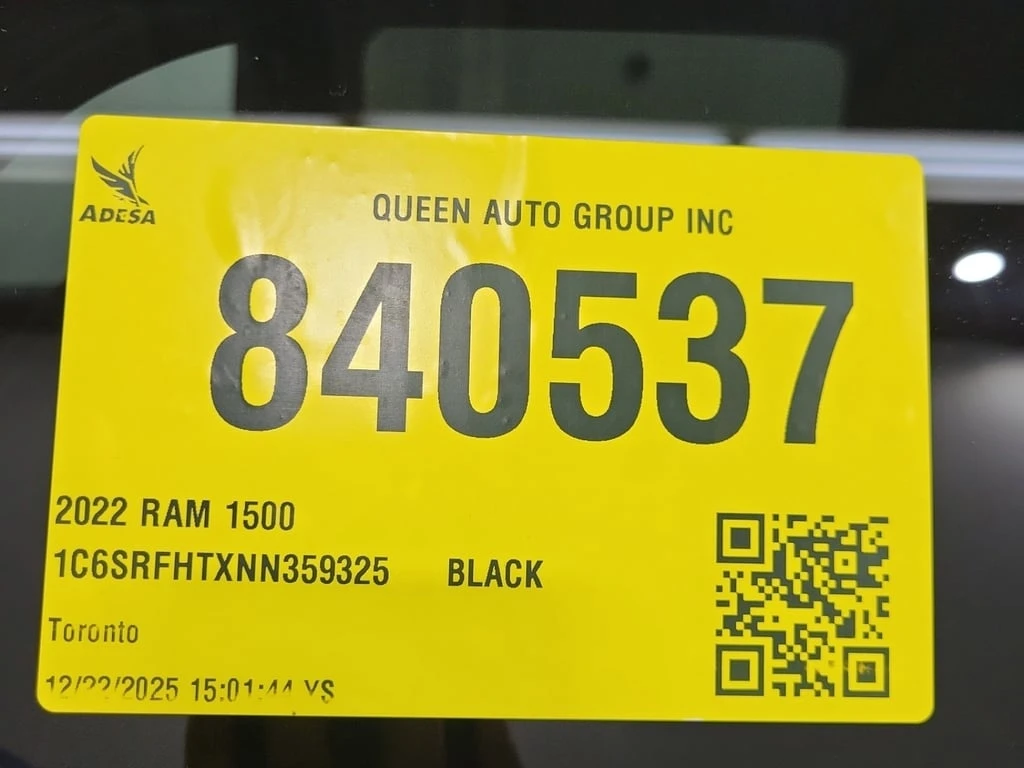 ADESA
QUEEN AUTO GROUP INC
840537
2022 RAM 1500
1C6SRFHTXNN359325 BLACK
Toronto
12/22/2025 15:01:44 YS